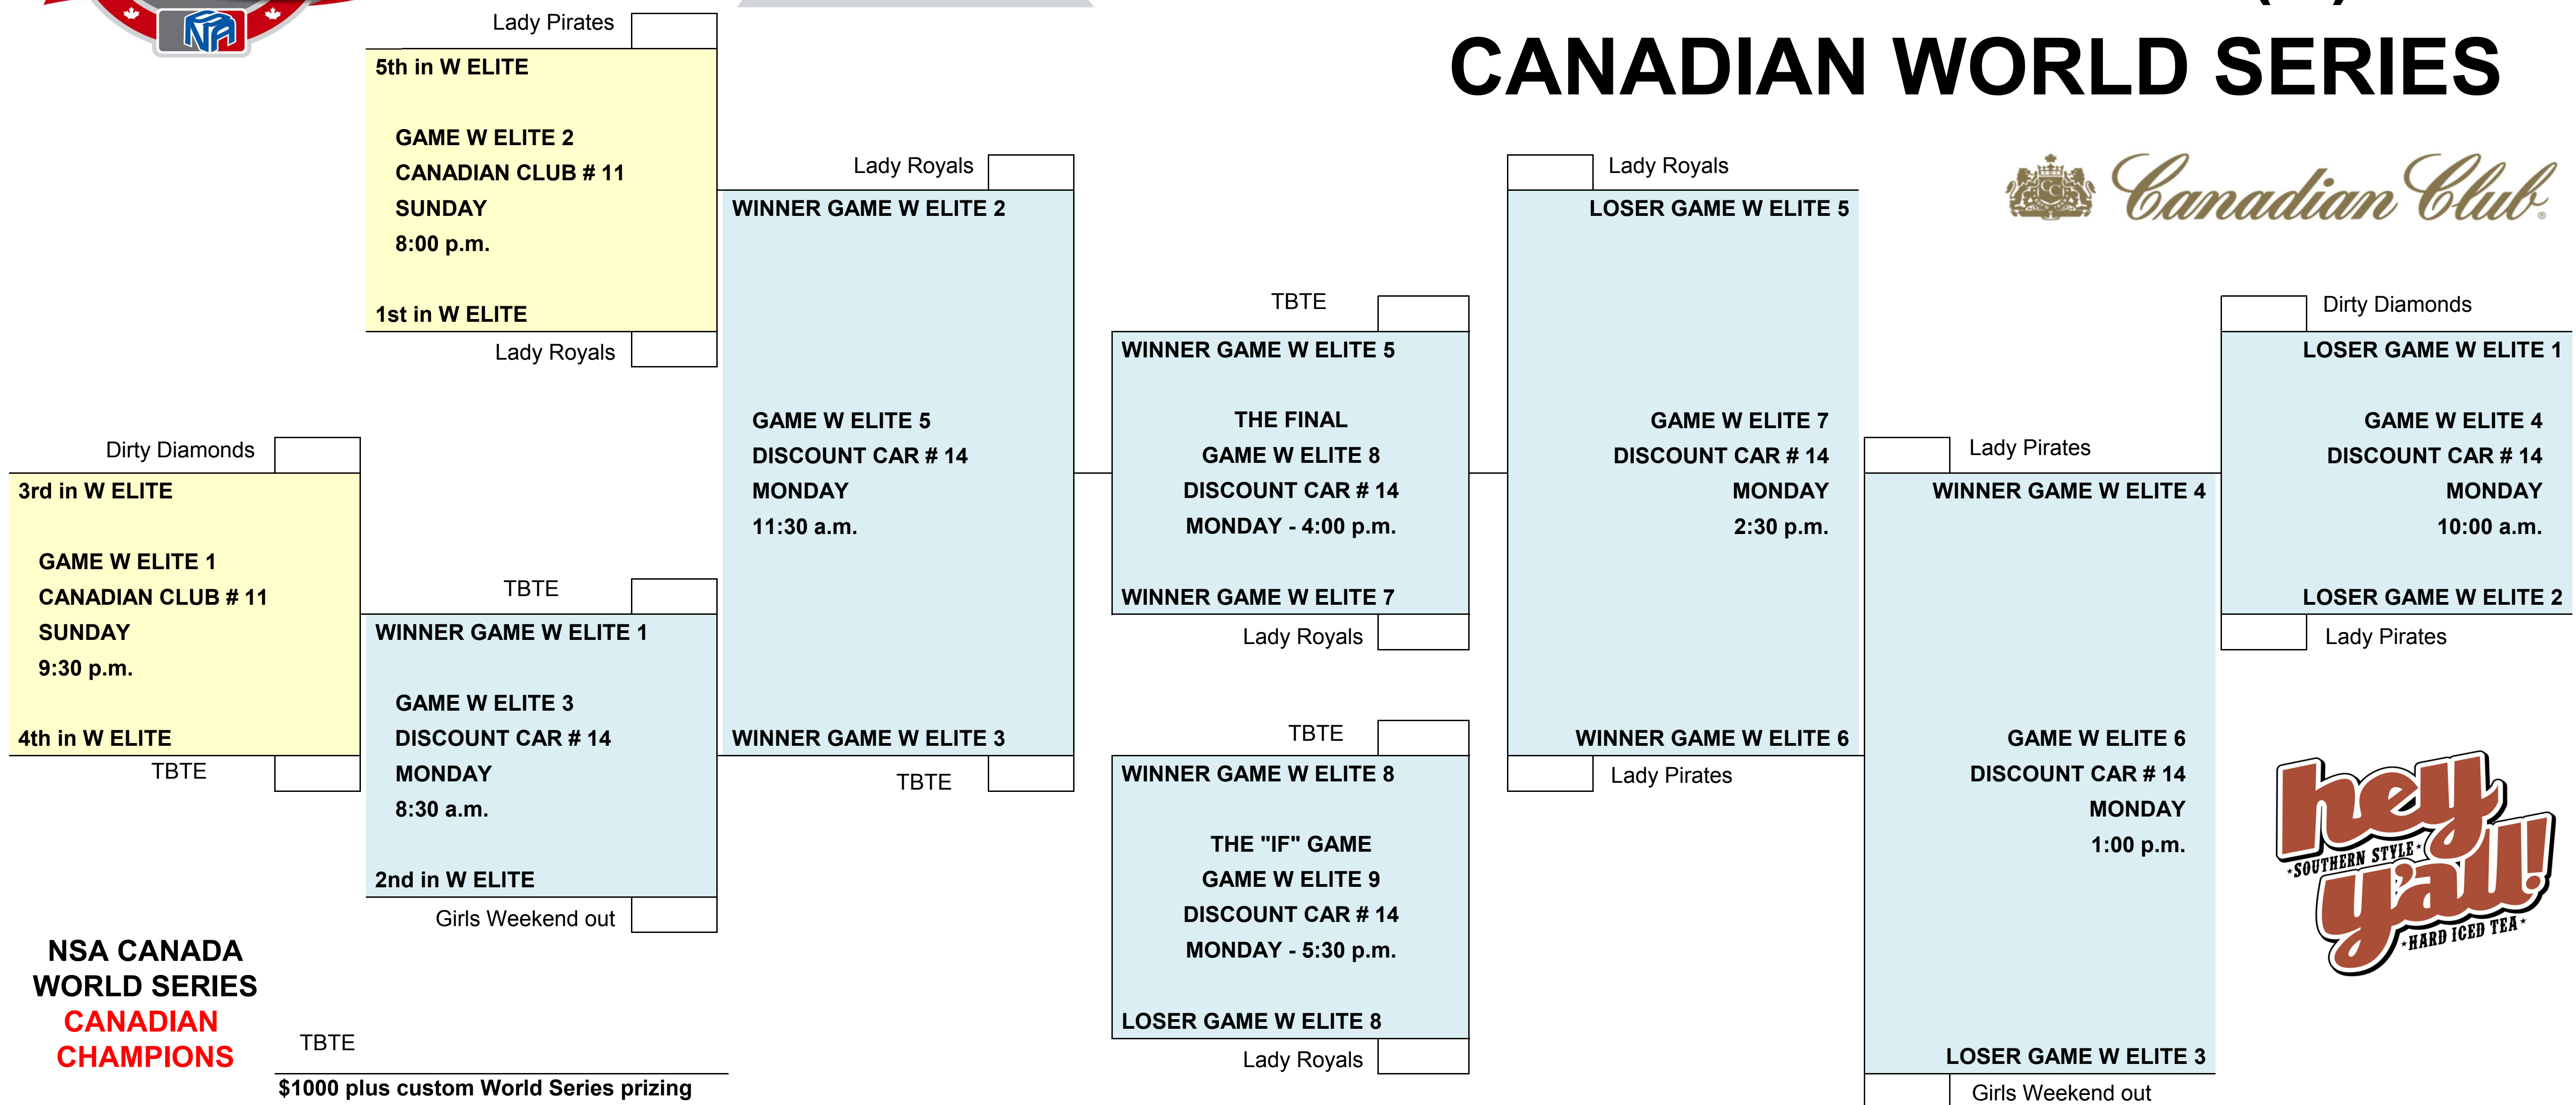 CANADIAN WORLD SERIES
NSA
Canadian Club
CC
Lady Pirates
5th in W ELITE
GAME W ELITE 2
CANADIAN CLUB # 11
SUNDAY
8:00 p.m.
1st in W ELITE
Lady Royals
Dirty Diamonds
3rd in W ELITE
GAME W ELITE 1
CANADIAN CLUB # 11
SUNDAY
9:30 p.m.
4th in W ELITE
TBTE
TBTE
WINNER GAME W ELITE 1
GAME W ELITE 3
DISCOUNT CAR # 14
MONDAY
8:30 a.m.
2nd in W ELITE
Girls Weekend out
Lady Royals
WINNER GAME W ELITE 2
GAME W ELITE 5
DISCOUNT CAR # 14
MONDAY
11:30 a.m.
WINNER GAME W ELITE 3
TBTE
TBTE
WINNER GAME W ELITE 5
THE FINAL
GAME W ELITE 8
DISCOUNT CAR # 14
MONDAY - 4:00 p.m.
WINNER GAME W ELITE 7
Lady Royals
TBTE
WINNER GAME W ELITE 8
THE "IF" GAME
GAME W ELITE 9
DISCOUNT CAR # 14
MONDAY - 5:30 p.m.
LOSER GAME W ELITE 8
Lady Royals
Lady Royals
LOSER GAME W ELITE 5
GAME W ELITE 7
DISCOUNT CAR # 14
MONDAY
2:30 p.m.
WINNER GAME W ELITE 6
Lady Pirates
Lady Pirates
WINNER GAME W ELITE 4
GAME W ELITE 6
DISCOUNT CAR # 14
MONDAY
1:00 p.m.
LOSER GAME W ELITE 3
Girls Weekend out
Dirty Diamonds
LOSER GAME W ELITE 1
GAME W ELITE 4
DISCOUNT CAR # 14
MONDAY
10:00 a.m.
LOSER GAME W ELITE 2
Lady Pirates
hey
SOUTHERN STYLE
y'all!
HARD ICED TEA
NSA CANADA
WORLD SERIES
CANADIAN
CHAMPIONS
TBTE
$1000 plus custom World Series prizing